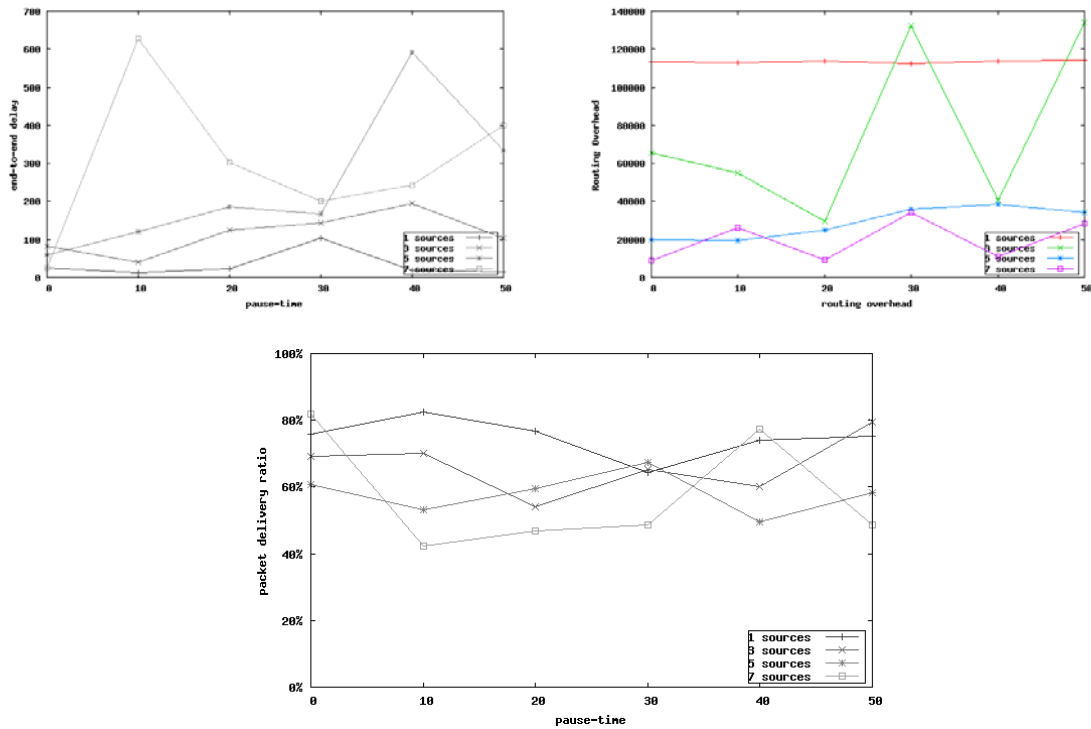 700
600
500
400
300
200
100
0
end-to-end delay
0 10 20 30 40 50
pause-time
1 sources
3 sources
5 sources
7 sources
140000
120000
100000
80000
60000
40000
20000
0
Routing Overhead
0 10 20 30 40 50
routing overhead
1 sources
3 sources
5 sources
7 sources
100%
80%
60%
40%
20%
0%
packet delivery ratio
0 10 20 30 40 50
pause-time
1 sources
3 sources
5 sources
7 sources